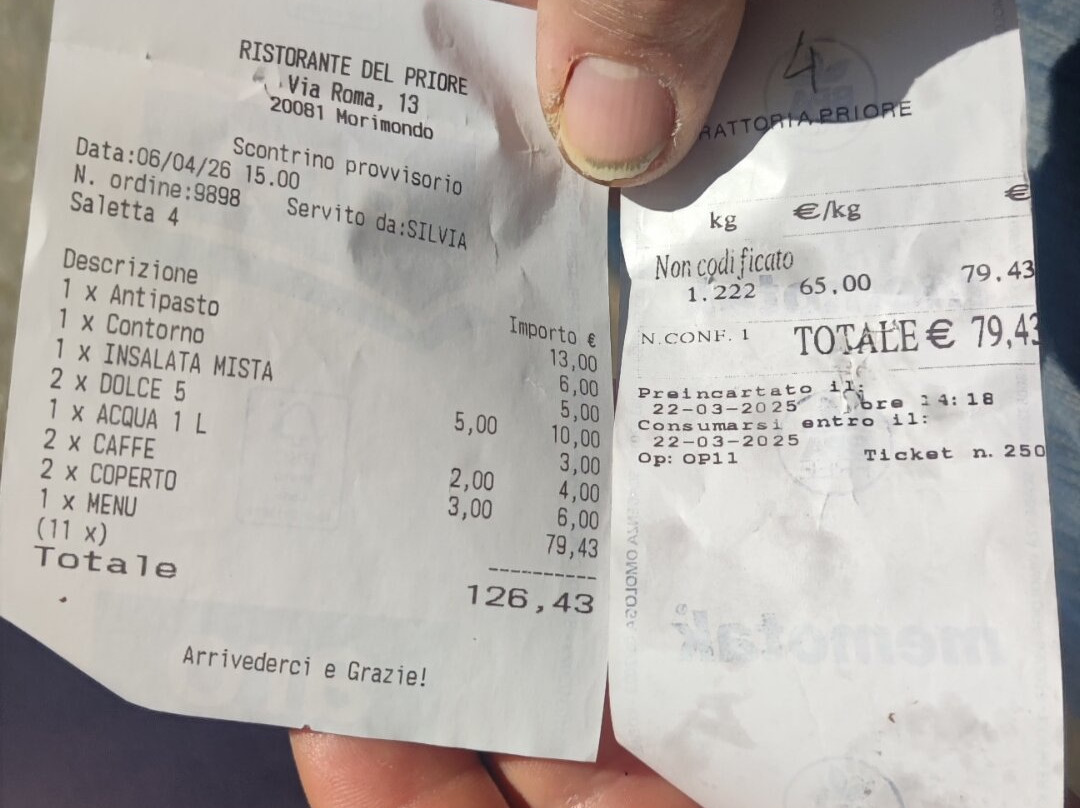 RISTORANTE DEL PRIORE
Via Roma, 13
20081 Morimondo
Scontrino provvisorio
Data:06/04/26 15.00
N. ordine:9898 Servito da:SILVIA
Saletta 4
Descrizione Importo €
1 x Antipasto 13,00
1 x Contorno 6,00
1 x INSALATA MISTA 5,00
2 x DOLCE 5 5,00 10,00
1 x ACQUA 1 L 3,00
2 x CAFFE 2,00 4,00
2 x COPERTO 3,00 6,00
1 x MENU 79,43
(11 x)
Totale 126,43
Arrivederci e Grazie!
4
RATTORIA PRIORE
kg €/kg €
Non codificato
1.222 65.00 79.43
N.CONF. 1 TOTALE € 79,43
Preincartato il:
22-03-2025 ore 14:18
Consumarsi entro il:
22-03-2025
Op: OP11 Ticket n. 250
memotak